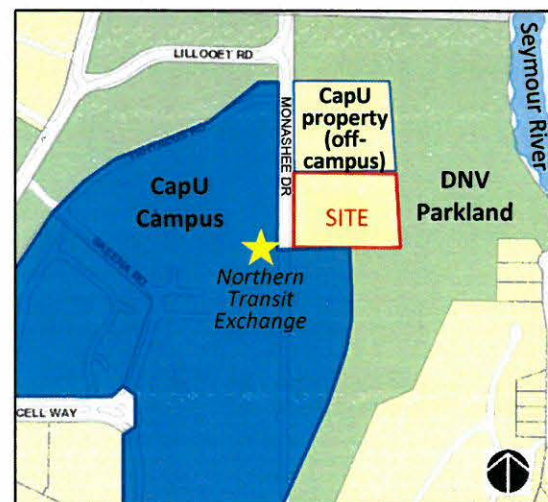 LILLOOET RD
Seymour River
MONASHEE DR
CapU
property
(off-
campus)
CapU
Campus
SITE
DNV
Parkland
Northern
Transit
Exchange
CELL WAY